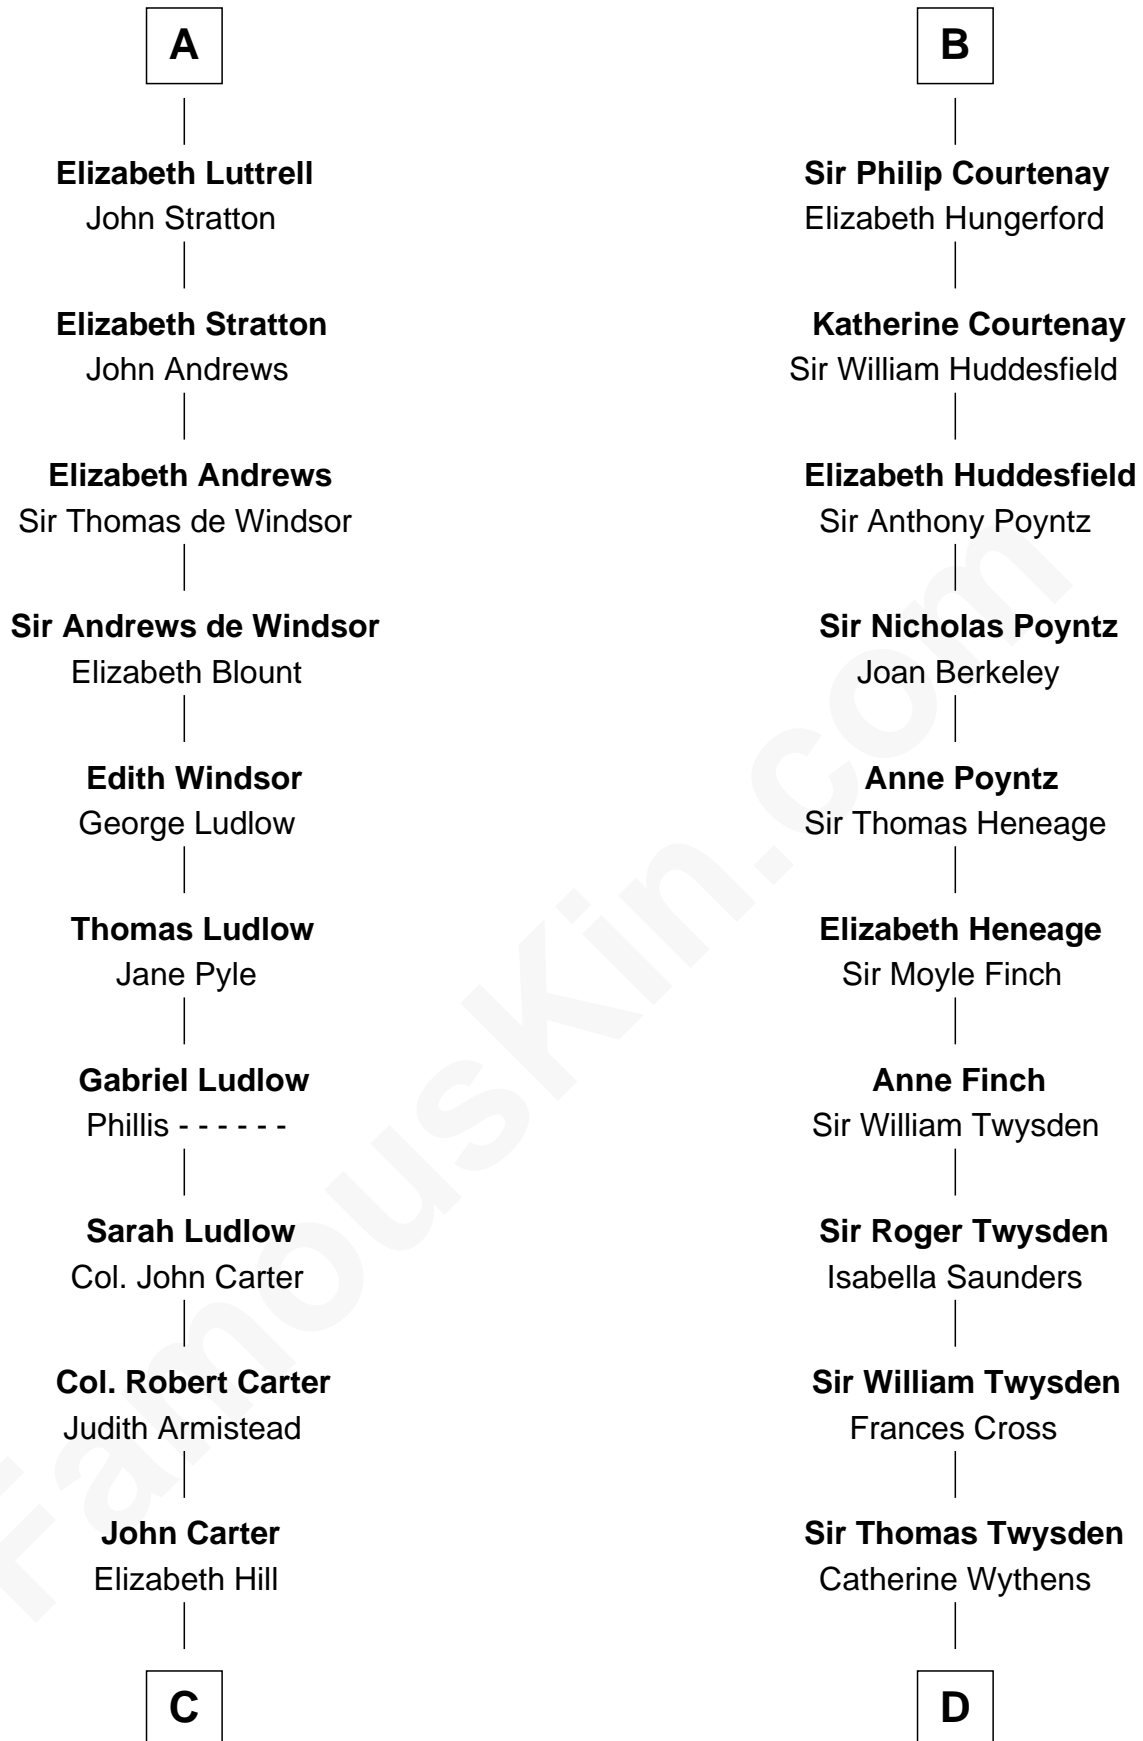 A
Elizabeth Luttrell
John Stratton
Elizabeth Stratton
John Andrews
Elizabeth Andrews
Sir Thomas de Windsor
Sir Andrews de Windsor
Elizabeth Blount
Edith Windsor
George Ludlow
Thomas Ludlow
Jane Pyle
Gabriel Ludlow
Phillis - - - - - -
Sarah Ludlow
Col. John Carter
Col. Robert Carter
Judith Armistead
John Carter
Elizabeth Hill
C
B
Sir Philip Courtenay
Elizabeth Hungerford
Katherine Courtenay
Sir William Huddesfield
Elizabeth Huddesfield
Sir Anthony Poyntz
Sir Nicholas Poyntz
Joan Berkeley
Anne Poyntz
Sir Thomas Heneage
Elizabeth Heneage
Sir Moyle Finch
Anne Finch
Sir William Twysden
Sir Roger Twysden
Isabella Saunders
Sir William Twysden
Frances Cross
Sir Thomas Twysden
Catherine Wythens
D
FamousKin.com